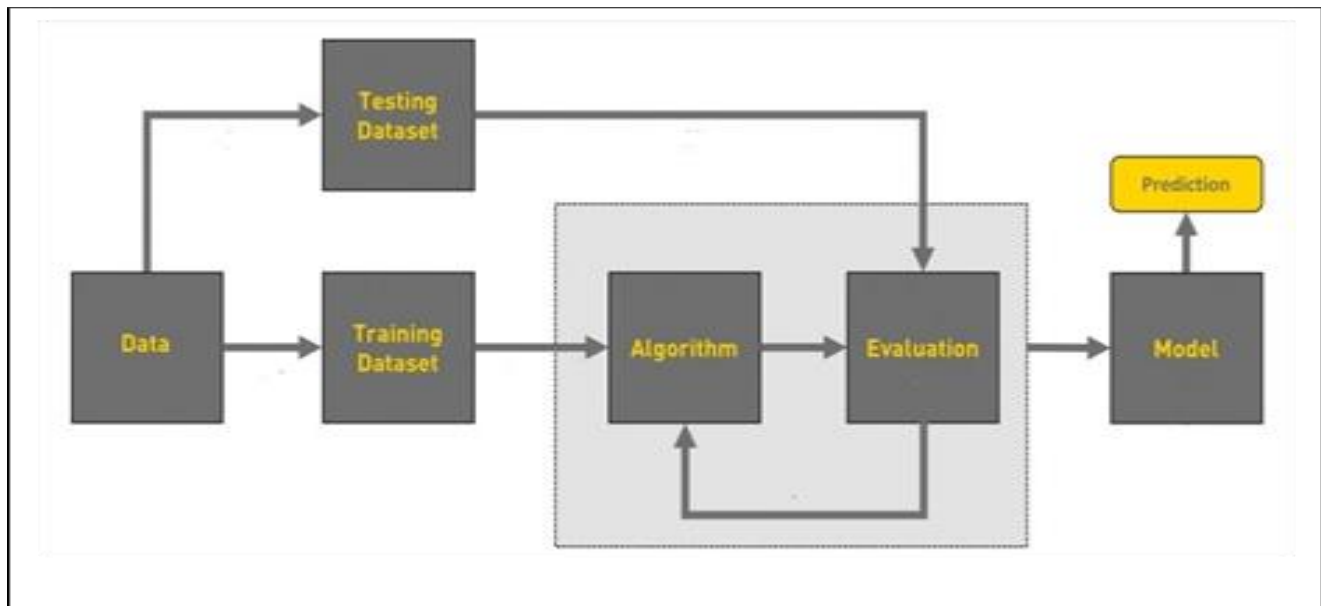 Testing
Dataset
Prediction
Data
Training
Dataset
Algorithm
Evaluation
Model